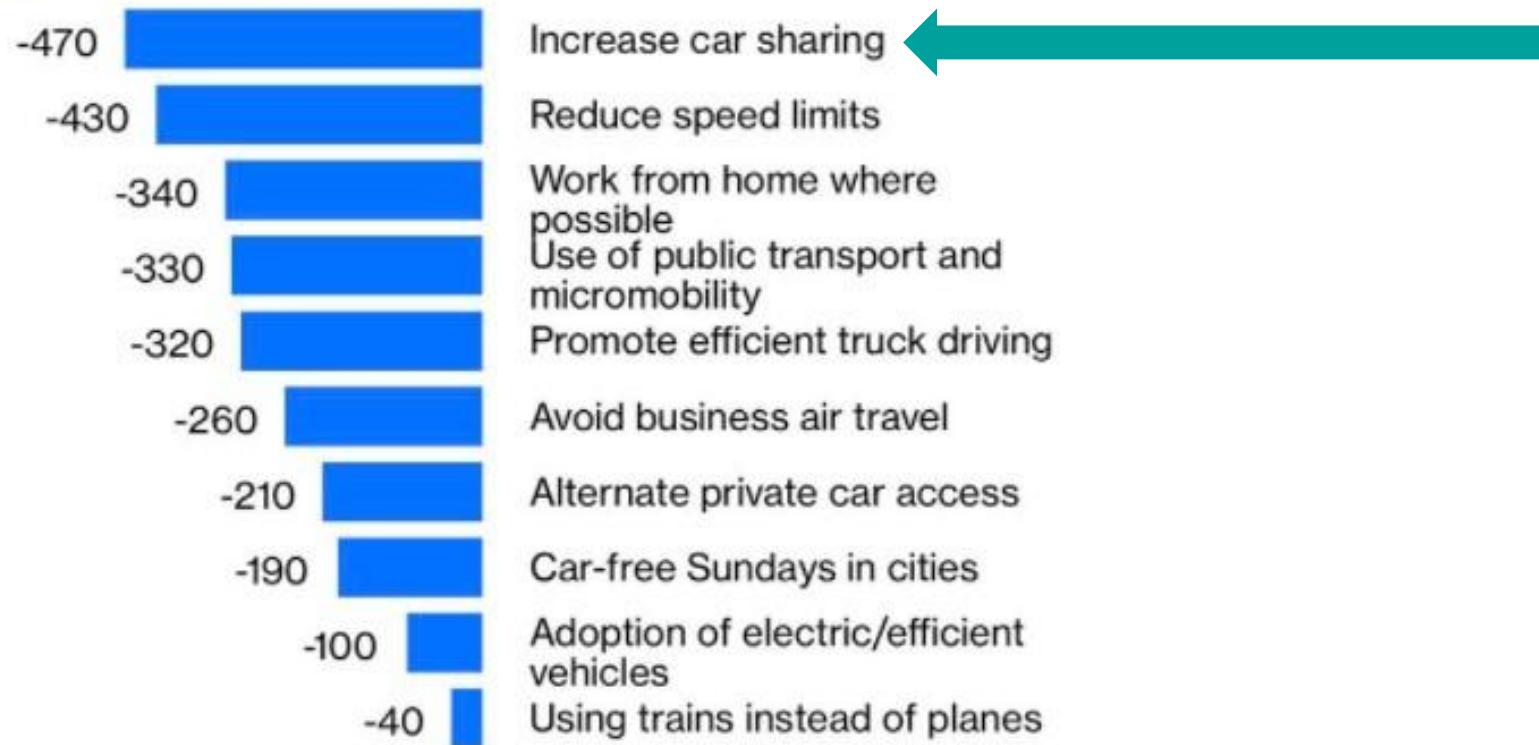 -470 Increase car sharing
-430 Reduce speed limits
-340 Work from home where
possible
-330 Use of public transport and
micromobility
-320 Promote efficient truck driving
-260 Avoid business air travel
-210 Alternate private car access
-190 Car-free Sundays in cities
-100 Adoption of electric/efficient
vehicles
-40 Using trains instead of planes